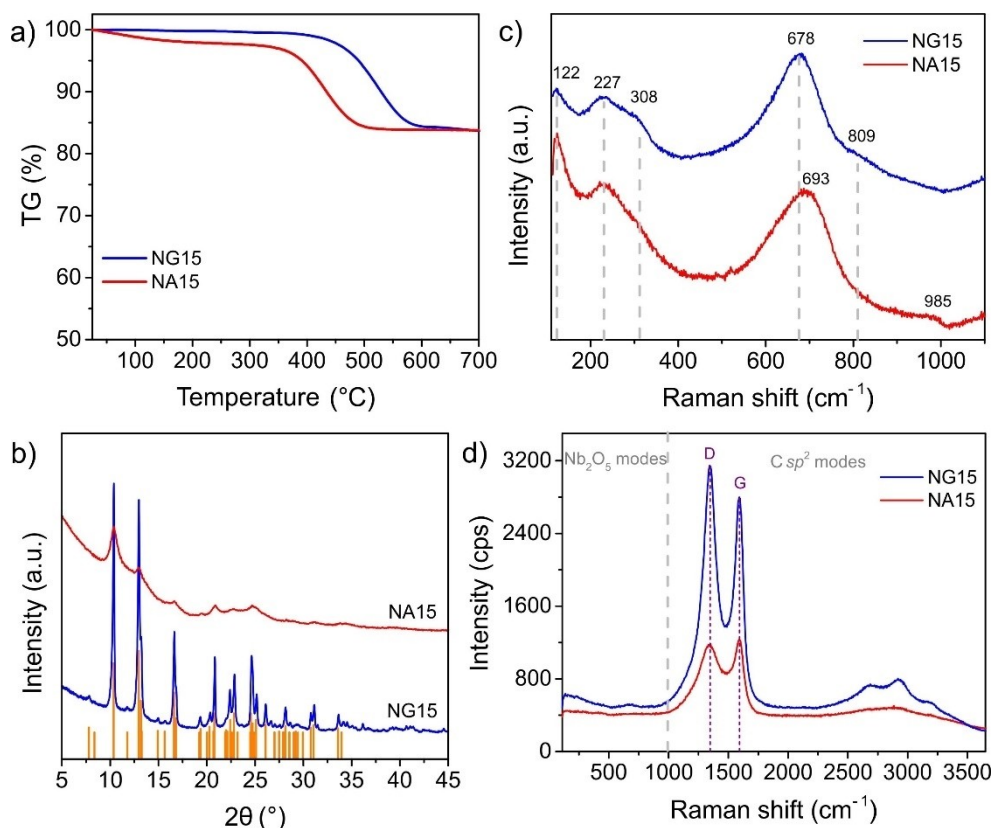 a)
TG (%)
100
90
80
70
60
50
NG15
NA15
100
200
300
400
500
600
700
Temperature (°C)
c)
Intensity (a.u.)
122
227
308
678
809
693
985
NG15
NA15
200
400
600
800
1000
Raman shift (cm⁻¹)
b)
Intensity (a.u.)
NA15
NG15
5
10
15
20
25
30
35
40
45
2θ (°)
d)
Intensity (cps)
3200
2400
1600
800
0
Nb₂O₅ modes
D
G
C sp² modes
NG15
NA15
500
1000
1500
2000
2500
3000
3500
Raman shift (cm⁻¹)